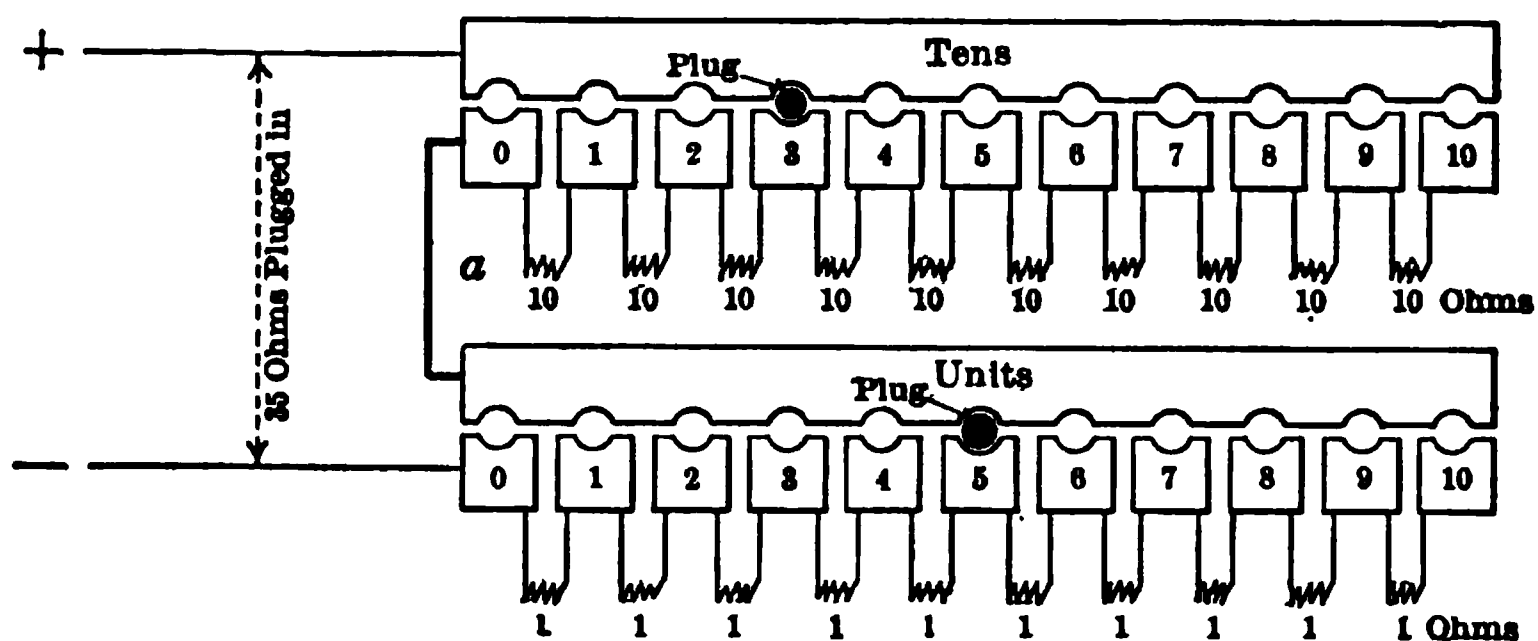 +
Tens
Plug
0 1 2 3 4 5 6 7 8 9 10
35 Ohms Plugged in
a
10 10 10 10 10 10 10 10 10 10 Ohms
Units
Plug
−
0 1 2 3 4 5 6 7 8 9 10
1 1 1 1 1 1 1 1 1 1 Ohms